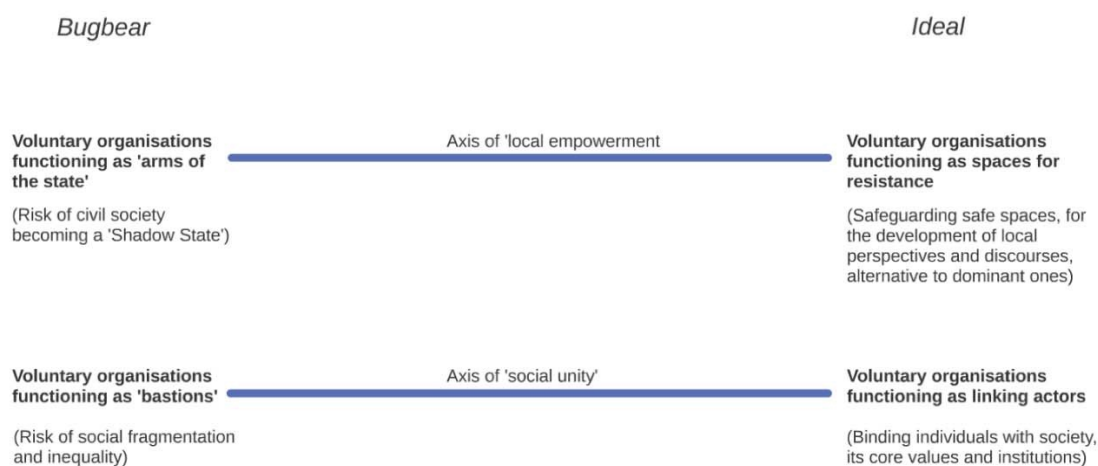 Bugbear
Ideal
Voluntary organisations
functioning as 'arms of
the state'
(Risk of civil society
becoming a 'Shadow State')
Axis of 'local empowerment
Voluntary organisations
functioning as spaces for
resistance
(Safeguarding safe spaces, for
the development of local
perspectives and discourses,
alternative to dominant ones)
Voluntary organisations
functioning as 'bastions'
(Risk of social fragmentation
and inequality)
Axis of 'social unity'
Voluntary organisations
functioning as linking actors
(Binding individuals with society,
its core values and institutions)